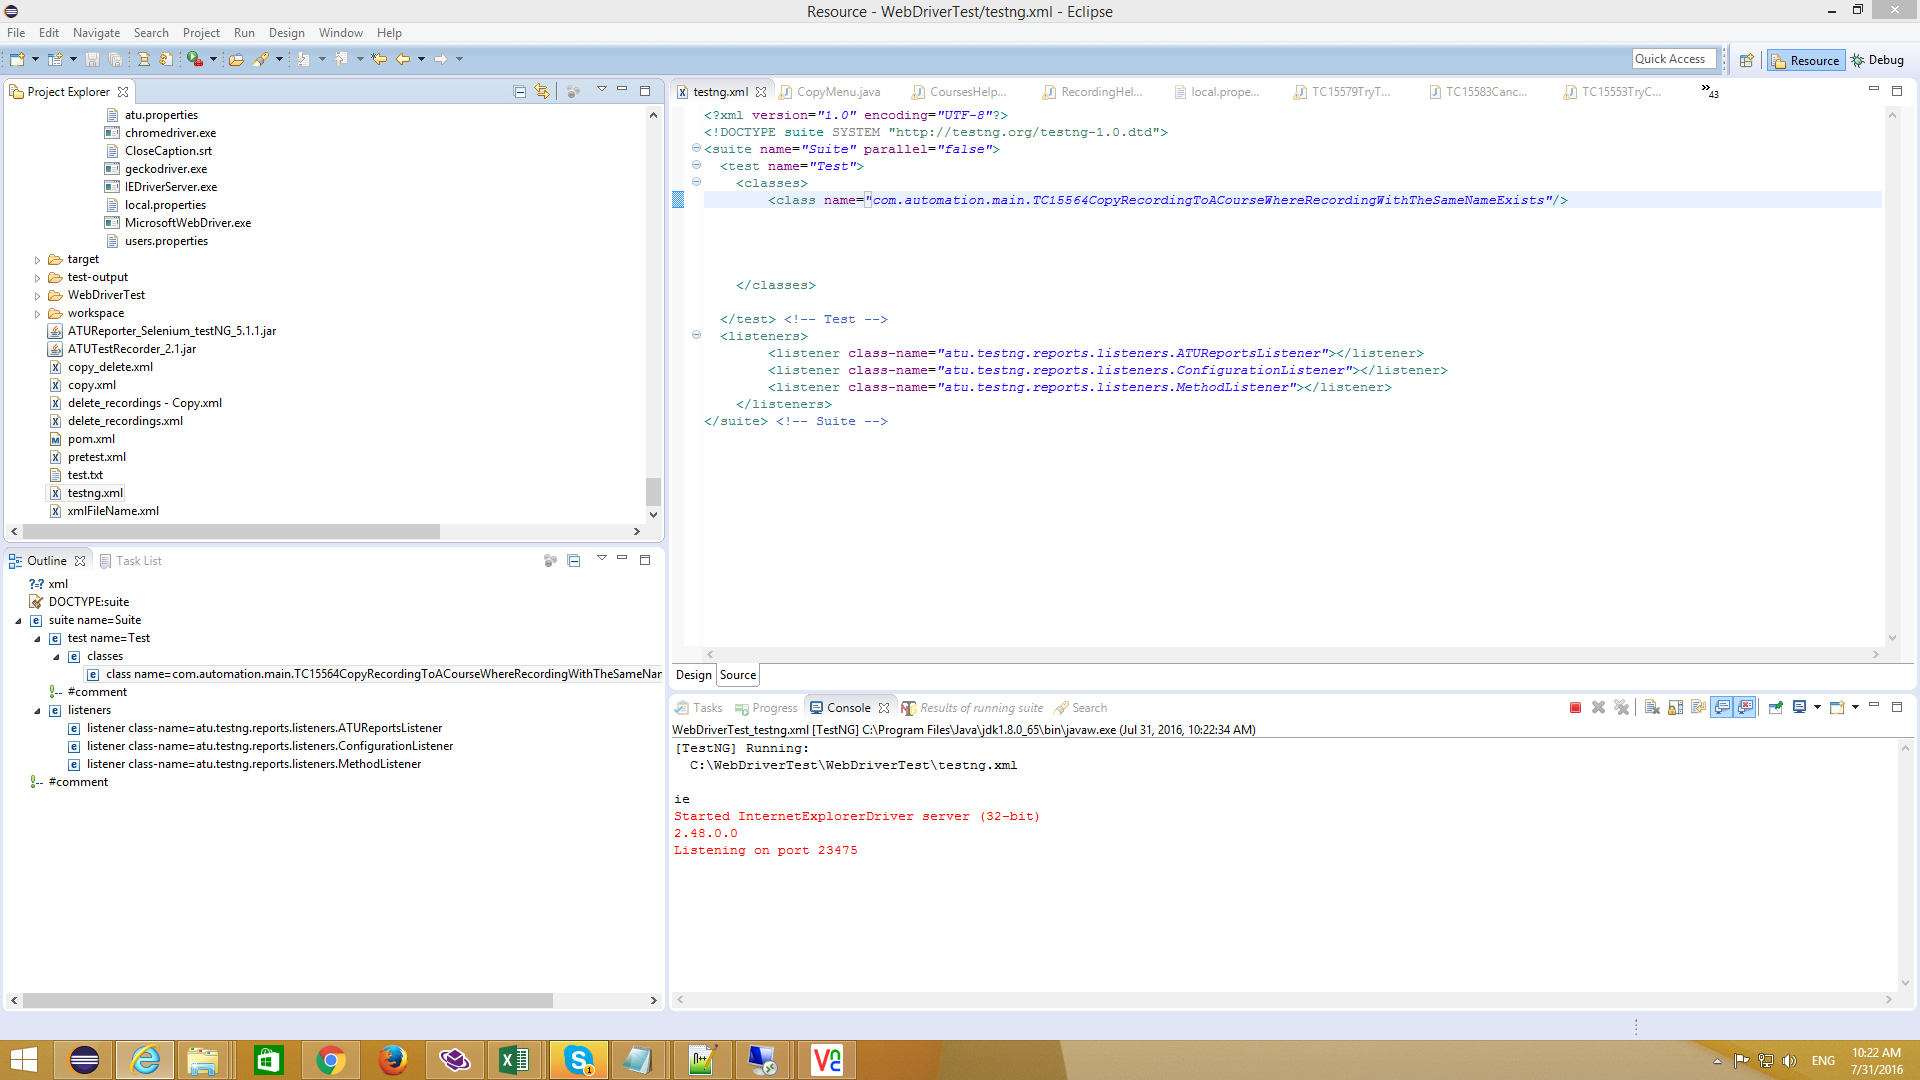 Resource - WebDriverTest/testng.xml - Eclipse
File Edit Navigate Search Project Run Design Window Help
Quick Access
Resource
Debug
Project Explorer
atu.properties
chromedriver.exe
CloseCaption.srt
geckodriver.exe
IEDriverServer.exe
local.properties
MicrosoftWebDriver.exe
users.properties
target
test-output
WebDriverTest
workspace
ATUReporter_Selenium_testNG_5.1.1.jar
ATUTestRecorder_2.1.jar
copy_delete.xml
copy.xml
delete_recordings - Copy.xml
delete_recordings.xml
pom.xml
pretest.xml
test.txt
testng.xml
xmlFileName.xml
Outline
Task List
?-? xml
DOCTYPE:suite
e suite name=Suite
e test name=Test
e classes
e class name=com.automation.main.TC15564CopyRecordingToACourseWhereRecordingWithTheSameNar
!-- #comment
e listeners
e listener class-name=atu.testng.reports.listeners.ATUReportsListener
e listener class-name=atu.testng.reports.listeners.ConfigurationListener
e listener class-name=atu.testng.reports.listeners.MethodListener
!-- #comment
testng.xml CopyMenu.java CoursesHelp... RecordingHel... local.prope... TC15579TryT... TC15583Canc... TC15553TryC... »43
<?xml version="1.0" encoding="UTF-8"?>
<!DOCTYPE suite SYSTEM "http://testng.org/testng-1.0.dtd">
<suite name="Suite" parallel="false">
<test name="Test">
<classes>
<class name="com.automation.main.TC15564CopyRecordingToACourseWhereRecordingWithTheSameNameExists"/>
</classes>
</test> <!-- Test -->
<listeners>
<listener class-name="atu.testng.reports.listeners.ATUReportsListener"></listener>
<listener class-name="atu.testng.reports.listeners.ConfigurationListener"></listener>
<listener class-name="atu.testng.reports.listeners.MethodListener"></listener>
</listeners>
</suite> <!-- Suite -->
Design Source
Tasks Progress Console Results of running suite Search
WebDriverTest_testng.xml [TestNG] C:\Program Files\Java\jdk1.8.0_65\bin\javaw.exe (Jul 31, 2016, 10:22:34 AM)
[TestNG] Running:
C:\WebDriverTest\WebDriverTest\testng.xml
ie
Started InternetExplorerDriver server (32-bit)
2.48.0.0
Listening on port 23475
ENG
10:22 AM
7/31/2016